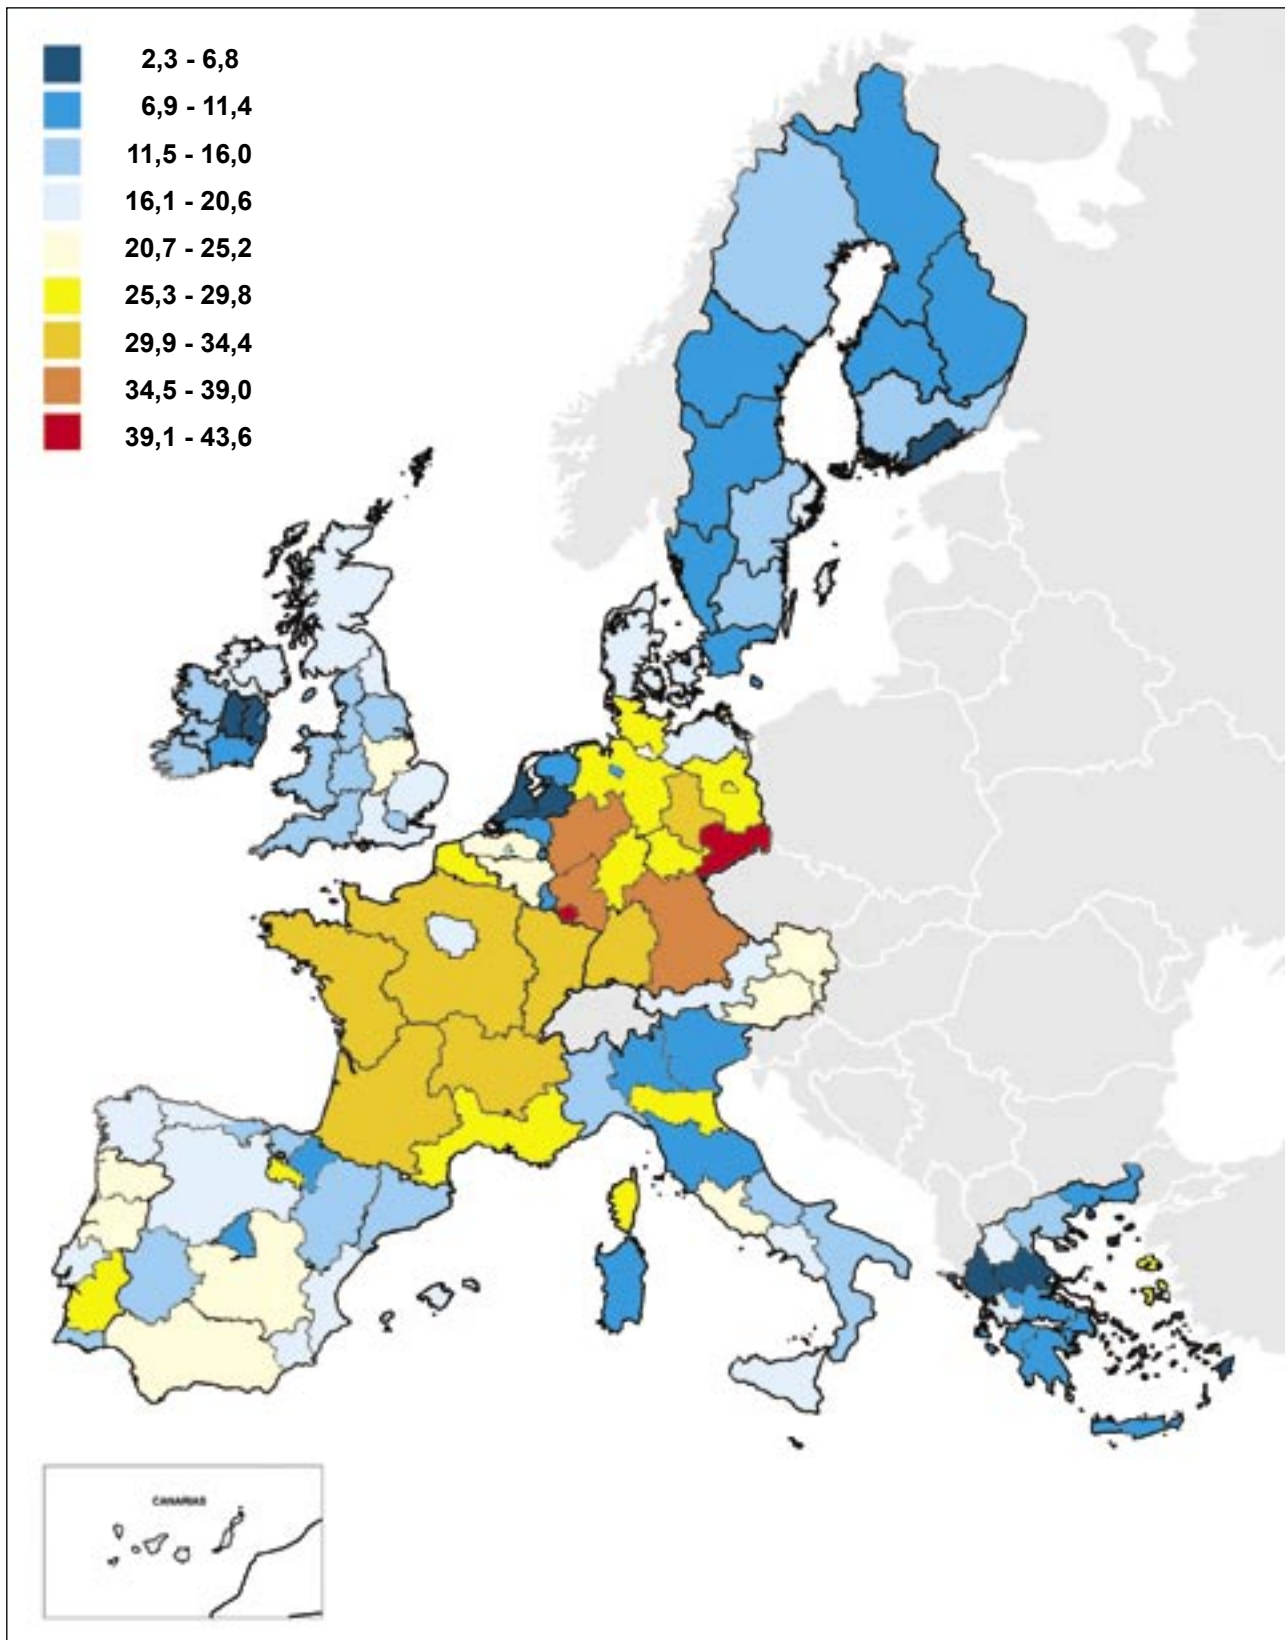 2,3 - 6,8
6,9 - 11,4
11,5 - 16,0
16,1 - 20,6
20,7 - 25,2
25,3 - 29,8
29,9 - 34,4
34,5 - 39,0
39,1 - 43,6
CANARIAS